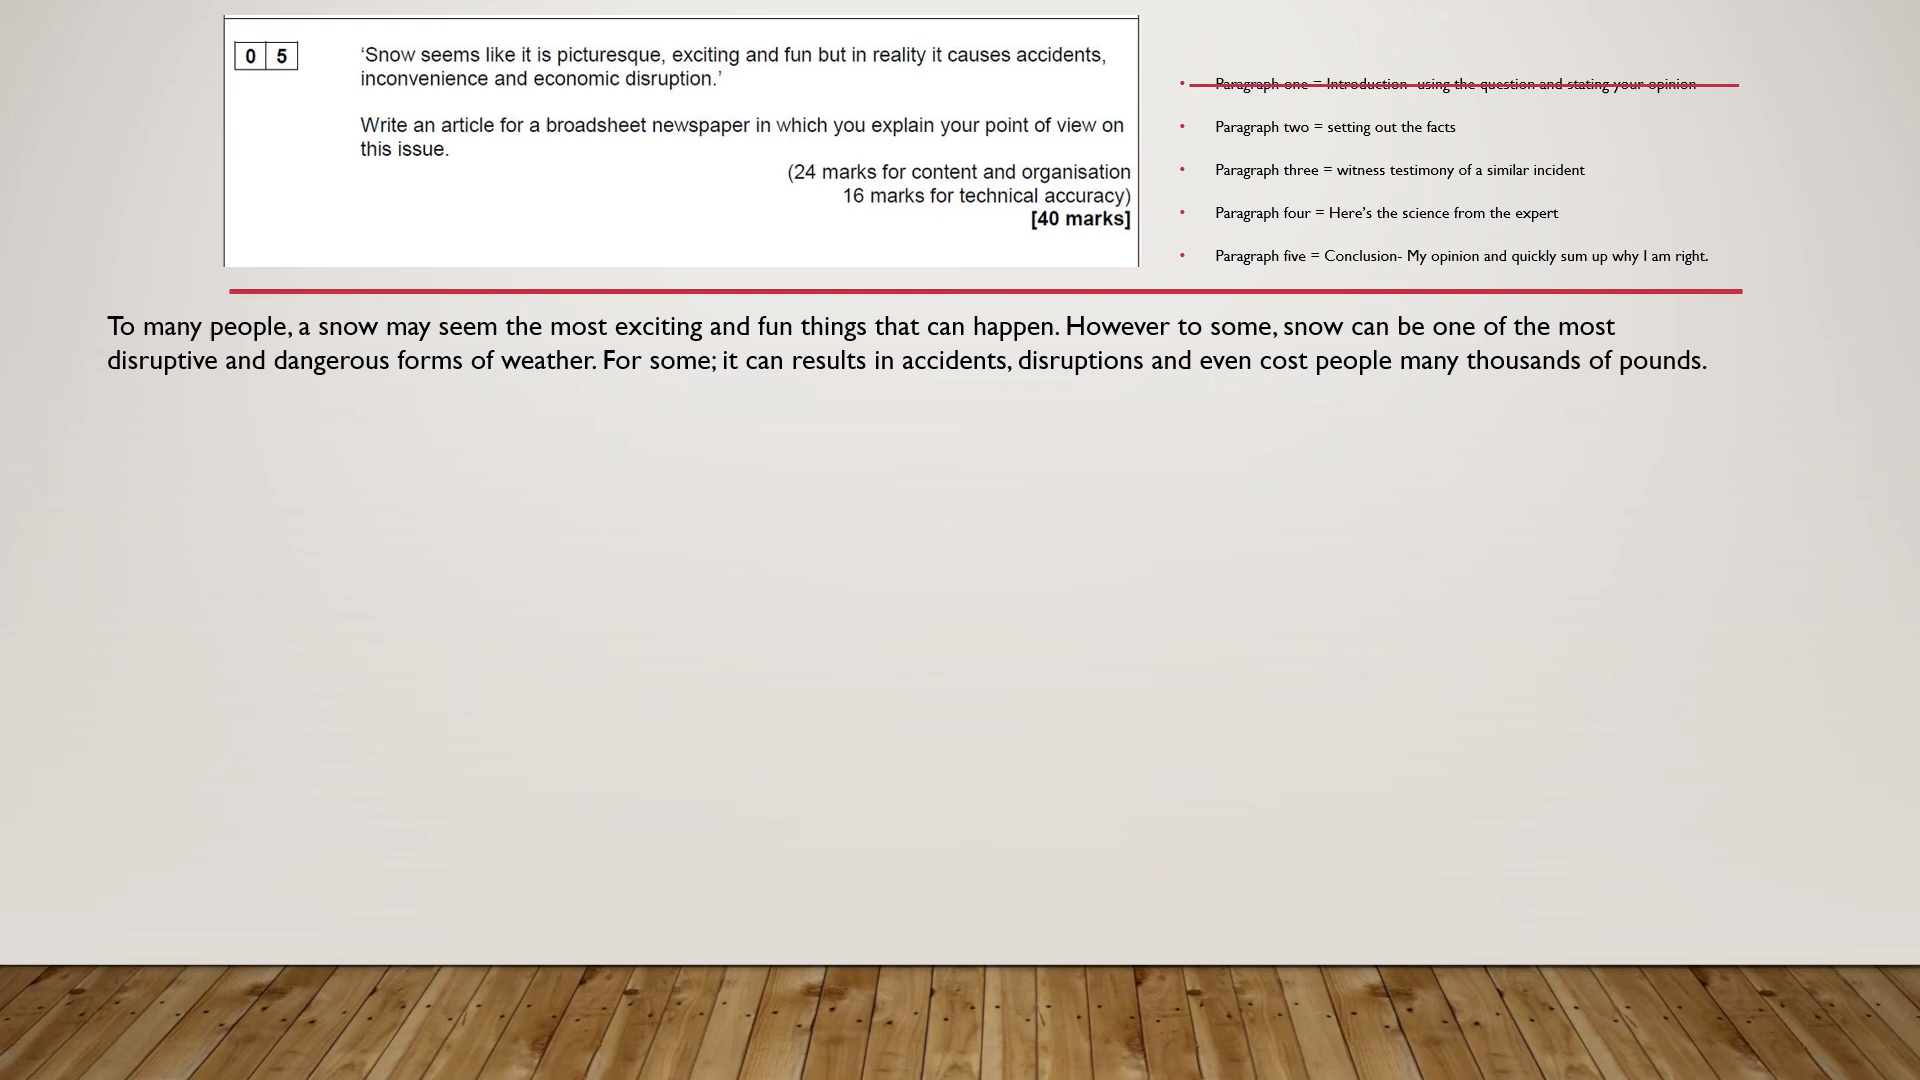 0 5
‘Snow seems like it is picturesque, exciting and fun but in reality it causes accidents,
inconvenience and economic disruption.’
Write an article for a broadsheet newspaper in which you explain your point of view on
this issue.
(24 marks for content and organisation
16 marks for technical accuracy)
[40 marks]
• Paragraph one = Introduction- using the question and stating your opinion
• Paragraph two = setting out the facts
• Paragraph three = witness testimony of a similar incident
• Paragraph four = Here’s the science from the expert
• Paragraph five = Conclusion- My opinion and quickly sum up why I am right.
To many people, a snow may seem the most exciting and fun things that can happen. However to some, snow can be one of the most
disruptive and dangerous forms of weather. For some; it can results in accidents, disruptions and even cost people many thousands of pounds.